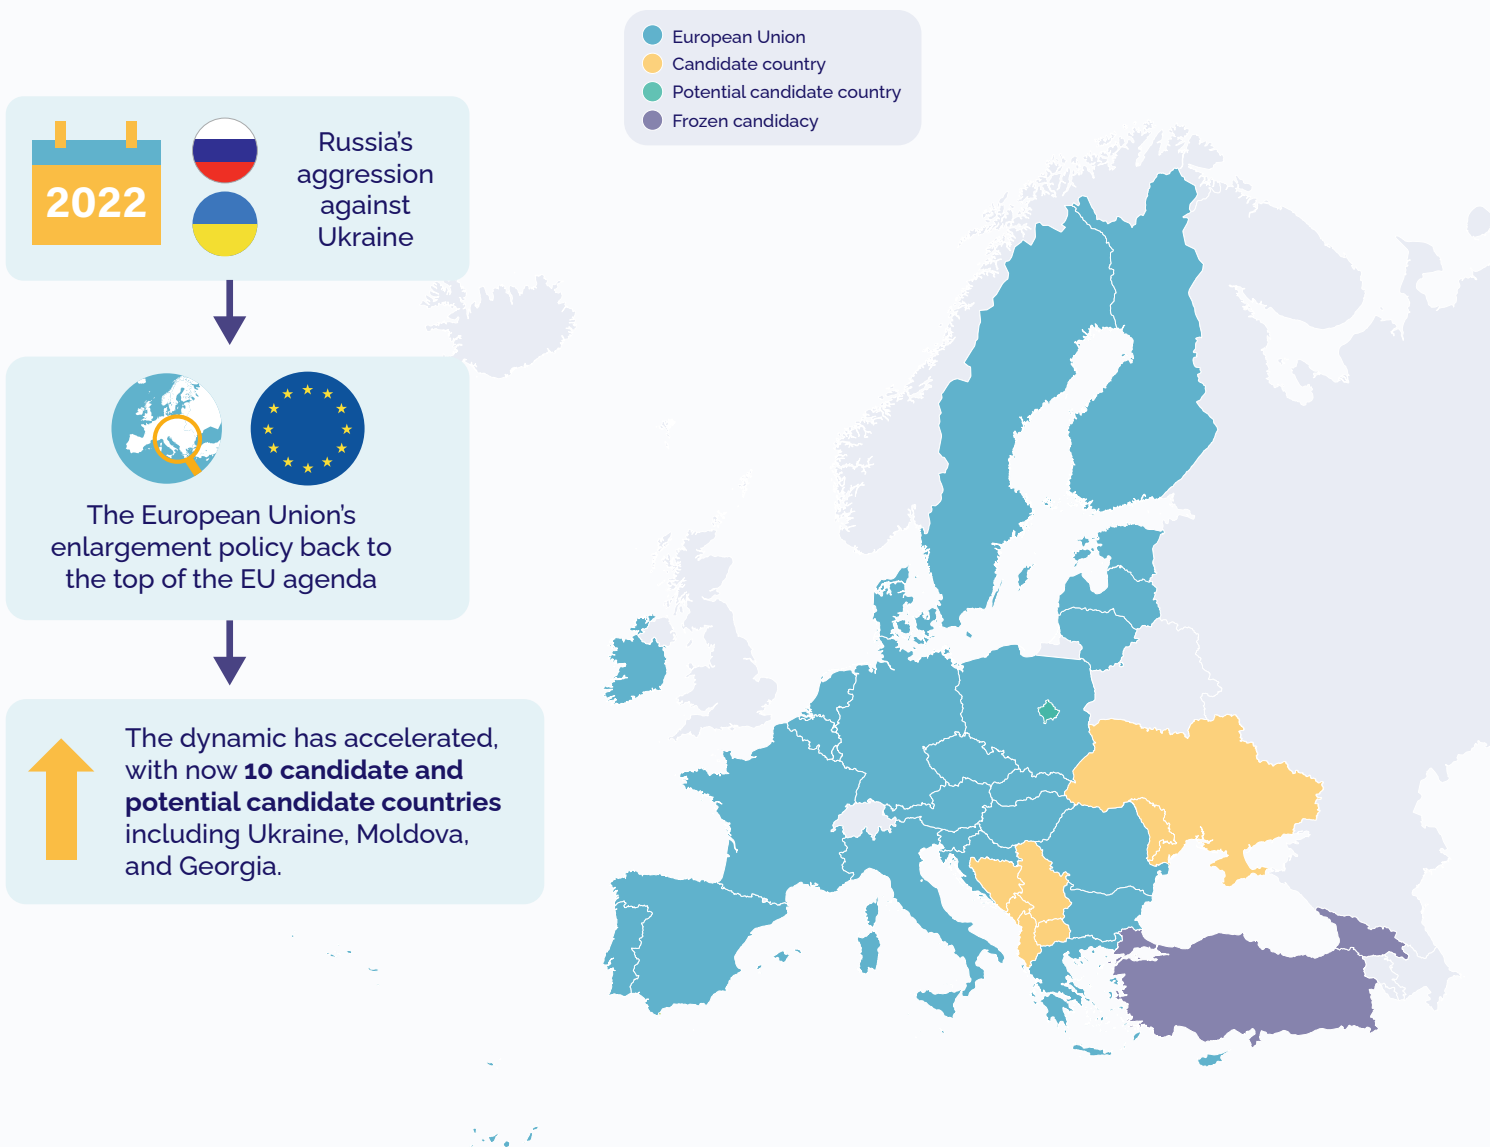 European Union
Candidate country
Potential candidate country
Frozen candidacy
2022
Russia’s
aggression
against
Ukraine
The European Union’s
enlargement policy back to
the top of the EU agenda
The dynamic has accelerated,
with now 10 candidate and
potential candidate countries
including Ukraine, Moldova,
and Georgia.